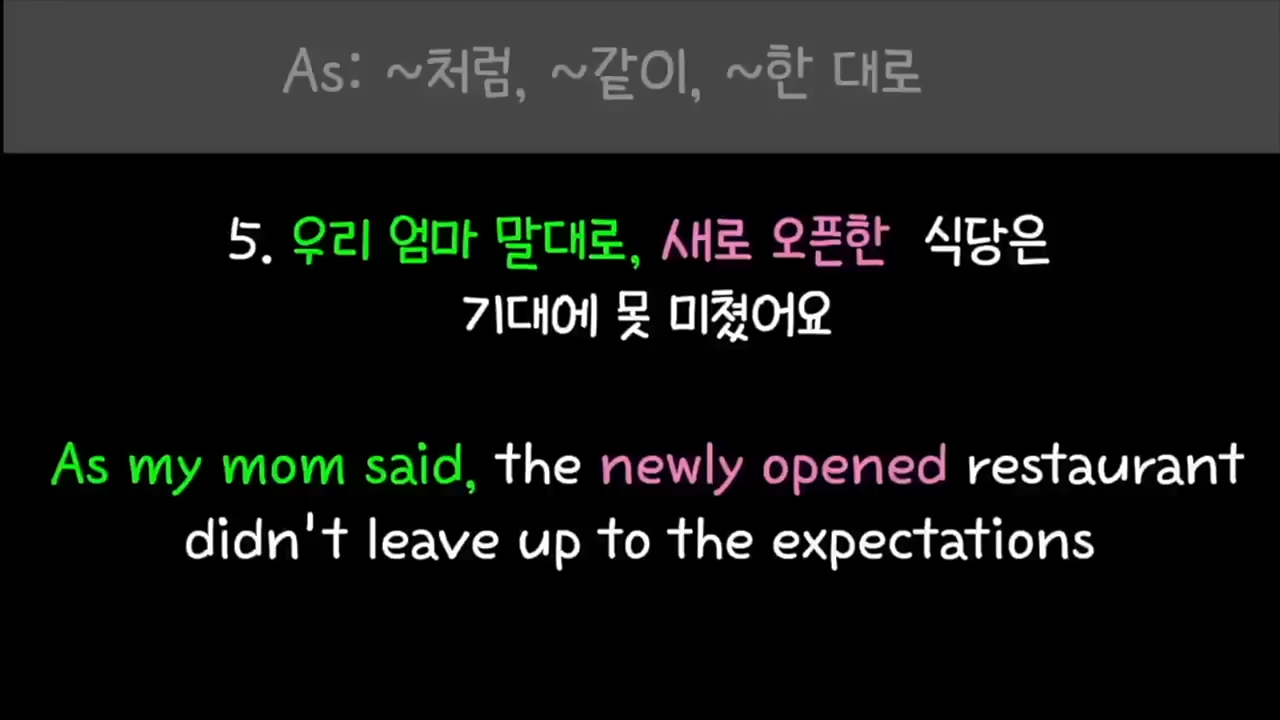 As: ~처럼, ~같이, ~한 대로
5. 우리 엄마 말대로, 새로 오픈한 식당은
기대에 못 미쳤어요
As my mom said, the newly opened restaurant
didn't leave up to the expectations